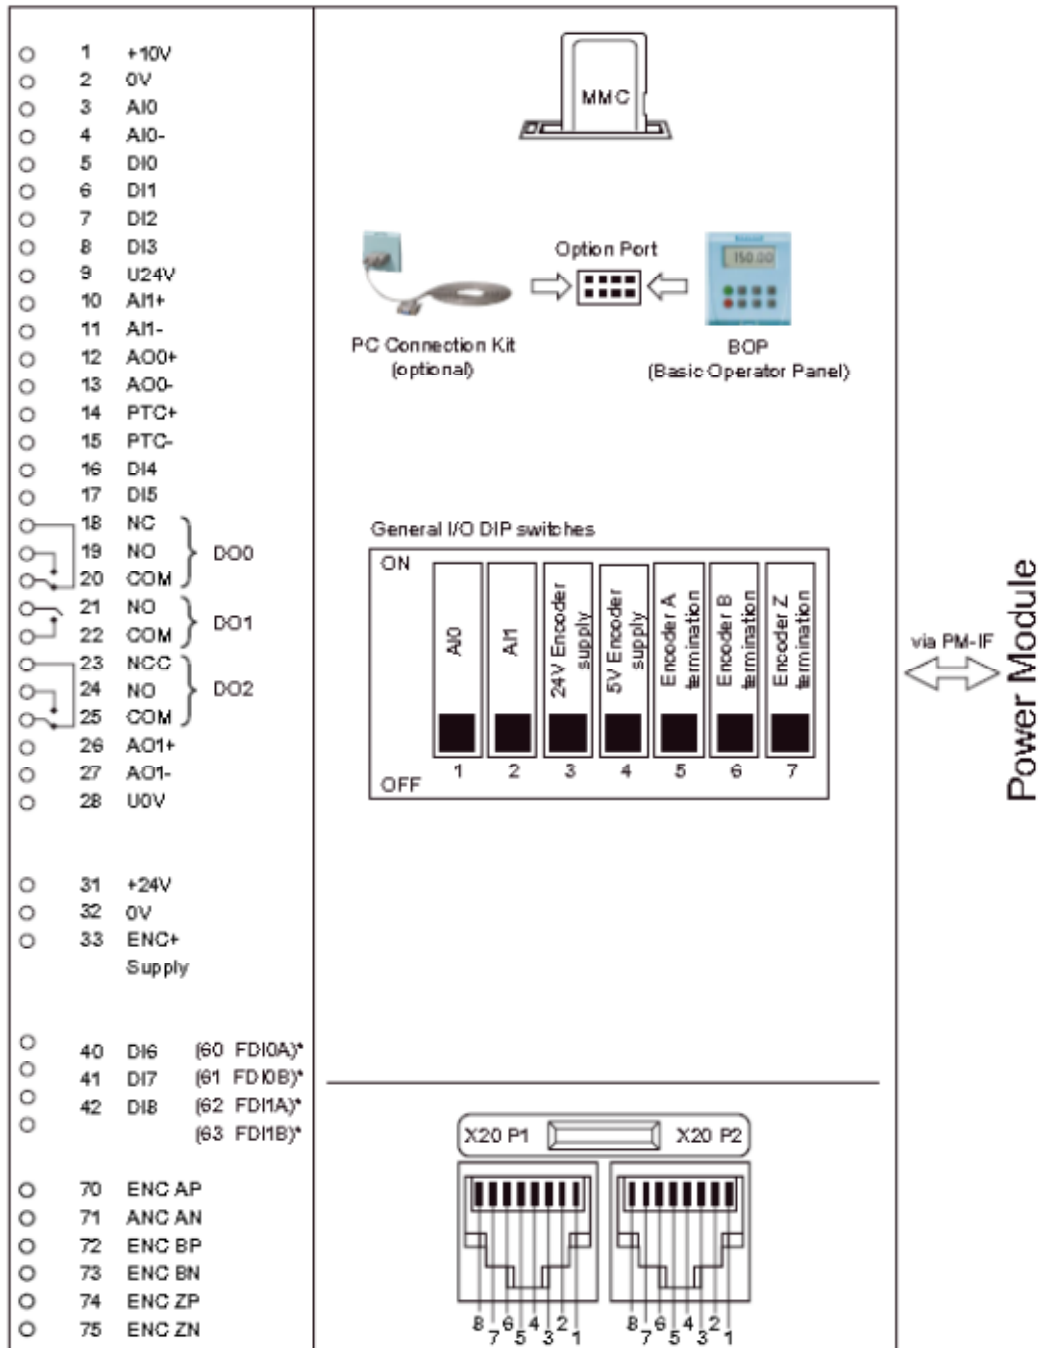 1 +10V
2 0V
3 AI0
4 AI0-
5 DI0
6 DI1
7 DI2
8 DI3
9 U24V
10 AI1+
11 AI1-
12 AO0+
13 AO0-
14 PTC+
15 PTC-
16 DI4
17 DI5
18 NC
19 NO DO0
20 COM
21 NO
22 COM DO1
23 NCC
24 NO DO2
25 COM
26 AO1+
27 AO1-
28 U0V
31 +24V
32 0V
33 ENC+
Supply
40 DI6 (60 FDI0A)*
41 DI7 (61 FDI0B)*
42 DI8 (62 FDI1A)*
(63 FDI1B)*
70 ENC AP
71 ANC AN
72 ENC BP
73 ENC BN
74 ENC ZP
75 ENC ZN
MMC
Option Port
150.00
PC Connection Kit
(optional)
BOP
(Basic Operator Panel)
General I/O DIP switches
ON
AI0
AI1
24V Encoder
supply
5V Encoder
supply
Encoder A
termination
Encoder B
termination
Encoder Z
termination
1 2 3 4 5 6 7
OFF
via PM-IF
Power Module
X20 P1 X20 P2
8 7 6 5 4 3 2 1
8 7 6 5 4 3 2 1